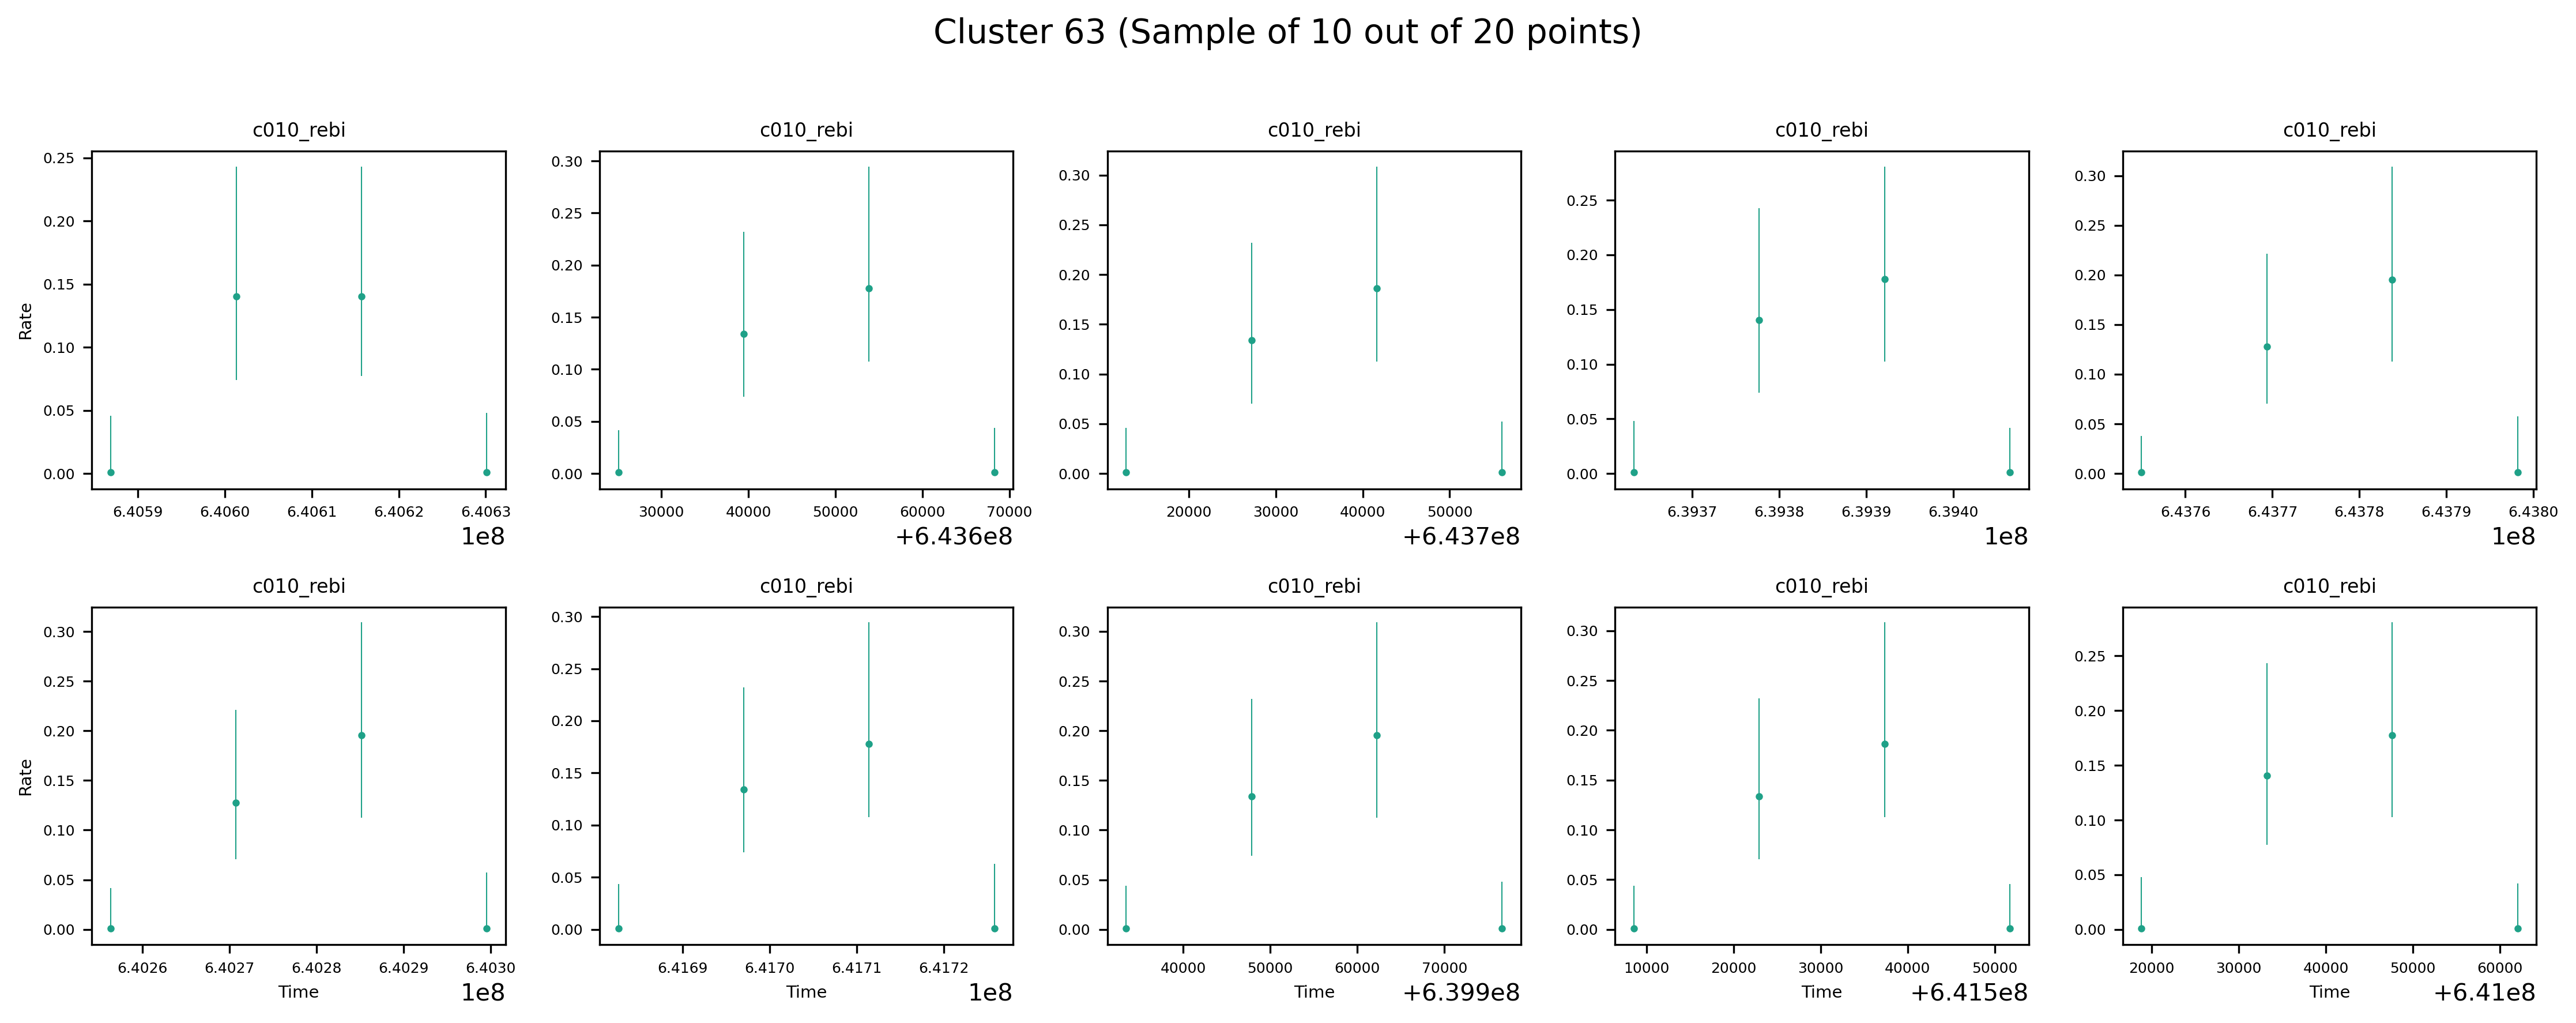 Cluster 63 (Sample of 10 out of 20 points)
c010_rebi c010_rebi c010_rebi c010_rebi c010_rebi
Rate
0.25
0.20
0.15
0.10
0.05
0.00
6.4059 6.4060 6.4061 6.4062 6.4063
1e8
0.30
0.25
0.20
0.15
0.10
0.05
0.00
30000 40000 50000 60000 70000
+6.436e8
0.30
0.25
0.20
0.15
0.10
0.05
0.00
20000 30000 40000 50000
+6.437e8
0.25
0.20
0.15
0.10
0.05
0.00
6.3937 6.3938 6.3939 6.3940
1e8
0.30
0.25
0.20
0.15
0.10
0.05
0.00
6.4376 6.4377 6.4378 6.4379 6.4380
1e8
c010_rebi c010_rebi c010_rebi c010_rebi c010_rebi
Rate
0.30
0.25
0.20
0.15
0.10
0.05
0.00
6.4026 6.4027 6.4028 6.4029 6.4030
Time 1e8
0.30
0.25
0.20
0.15
0.10
0.05
0.00
6.4169 6.4170 6.4171 6.4172
Time 1e8
0.30
0.25
0.20
0.15
0.10
0.05
0.00
40000 50000 60000 70000
Time +6.399e8
0.30
0.25
0.20
0.15
0.10
0.05
0.00
10000 20000 30000 40000 50000
Time +6.415e8
0.25
0.20
0.15
0.10
0.05
0.00
20000 30000 40000 50000 60000
Time +6.41e8